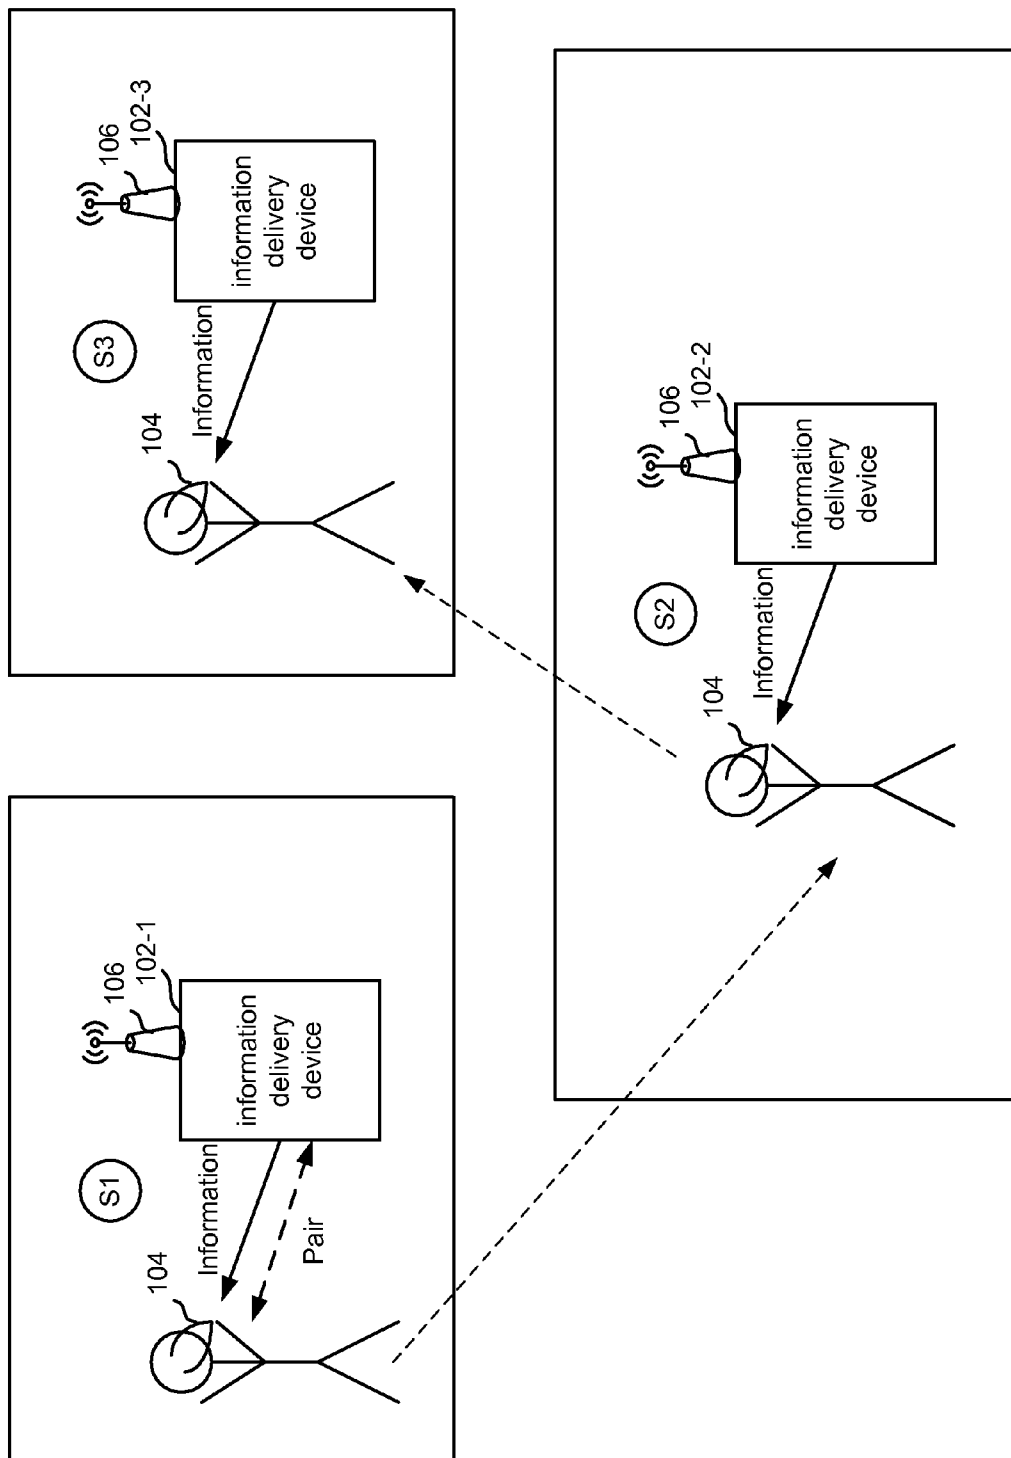 S1
104
106
102-1
Information
Pair
information
delivery
device
S2
104
106
102-2
Information
information
delivery
device
S3
104
106
102-3
Information
information
delivery
device